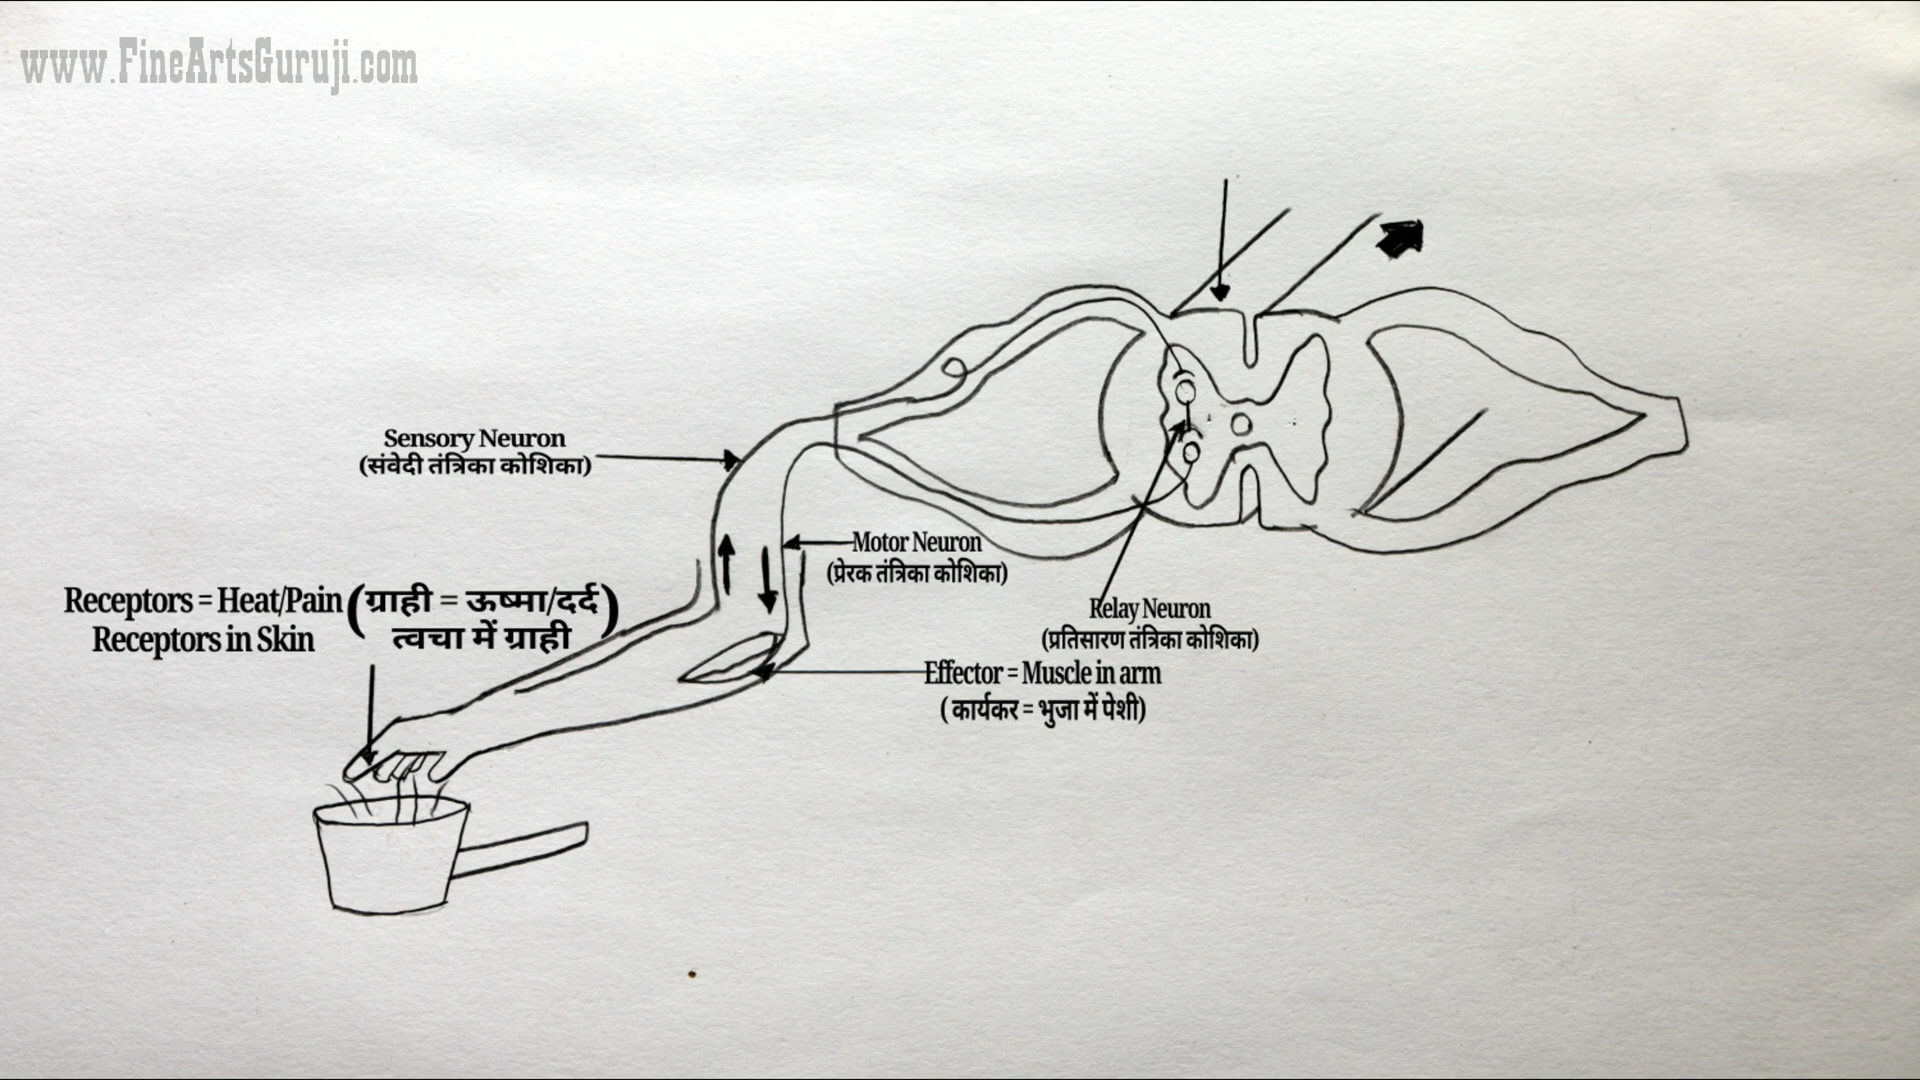 www.FineArtsGuruji.com
Sensory Neuron
(संवेदी तंत्रिका कोशिका)
Motor Neuron
(प्रेरक तंत्रिका कोशिका)
Receptors = Heat/Pain (ग्राही = ऊष्मा/दर्द)
Receptors in Skin त्वचा में ग्राही
Relay Neuron
(प्रतिसारण तंत्रिका कोशिका)
Effector = Muscle in arm
( कार्यकर = भुजा में पेशी)